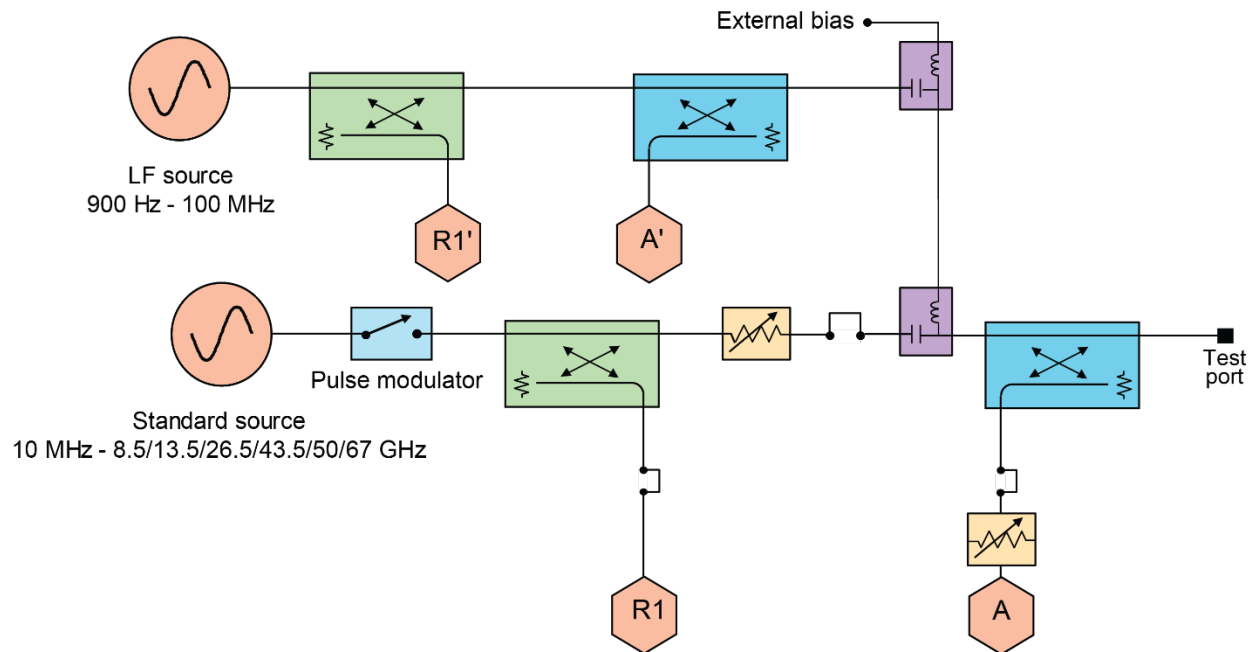 External bias
LF source
900 Hz - 100 MHz
R1'
A'
Pulse modulator
Test
port
Standard source
10 MHz - 8.5/13.5/26.5/43.5/50/67 GHz
R1
A